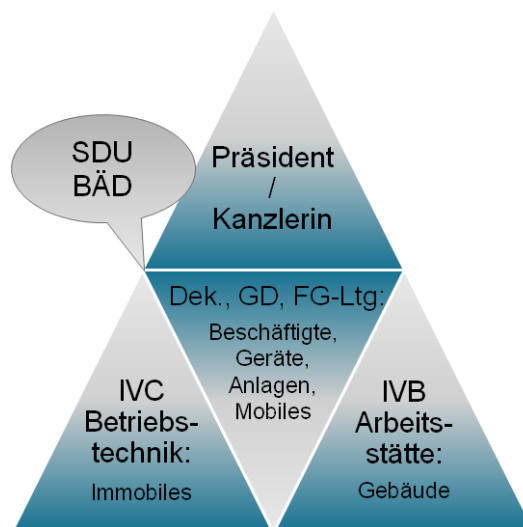 SDU
BÄD
Präsident
/
Kanzlerin
Dek., GD, FG-Ltg:
Beschäftigte,
Geräte,
Anlagen,
Mobiles
IVC
Betriebs-
technik:
Immobiles
IVB
Arbeits-
stätte:
Gebäude